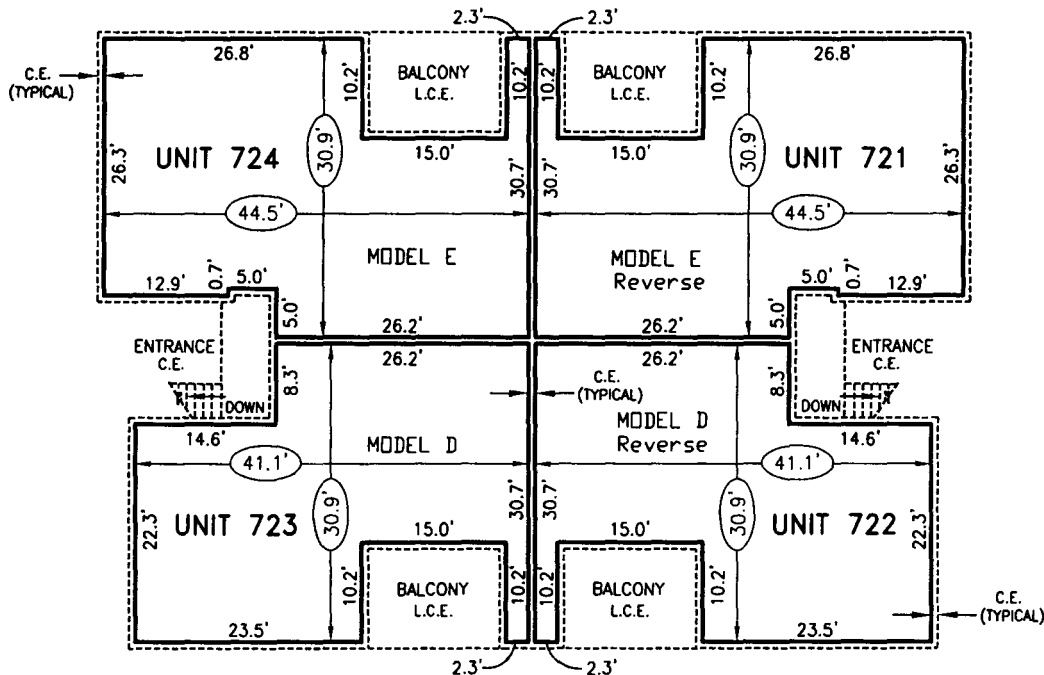 2.3' 2.3'
26.8' 26.8'
C.E.
(TYPICAL)
10.2' BALCONY
L.C.E. 10.2' 10.2' BALCONY
L.C.E. 10.2'
15.0' 15.0'
26.3' UNIT 724 30.9' 30.7' 30.7' 30.9' UNIT 721 26.3'
44.5' 44.5'
MODEL E MODEL E
Reverse
12.9' 0.7' 5.0' 5.0' 0.7' 12.9'
5.0' 26.2' 26.2' 5.0'
ENTRANCE
C.E.
26.2' 26.2'
ENTRANCE
C.E.
8.3' C.E.
(TYPICAL) 8.3'
DOWN DOWN
14.6' MODEL D MODEL D
Reverse 14.6'
41.1' 41.1'
22.3' UNIT 723 30.9' 30.7' 30.7' 30.9' UNIT 722 22.3'
15.0' 15.0'
10.2' BALCONY
L.C.E. 10.2' 10.2' BALCONY
L.C.E. 10.2'
C.E.
(TYPICAL)
23.5' 23.5'
2.3' 2.3'